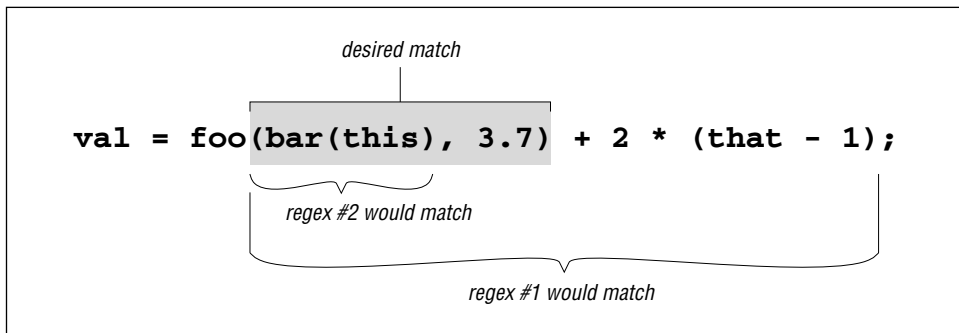 desired match
val = foo(bar(this), 3.7) + 2 * (that - 1);
regex #2 would match
regex #1 would match